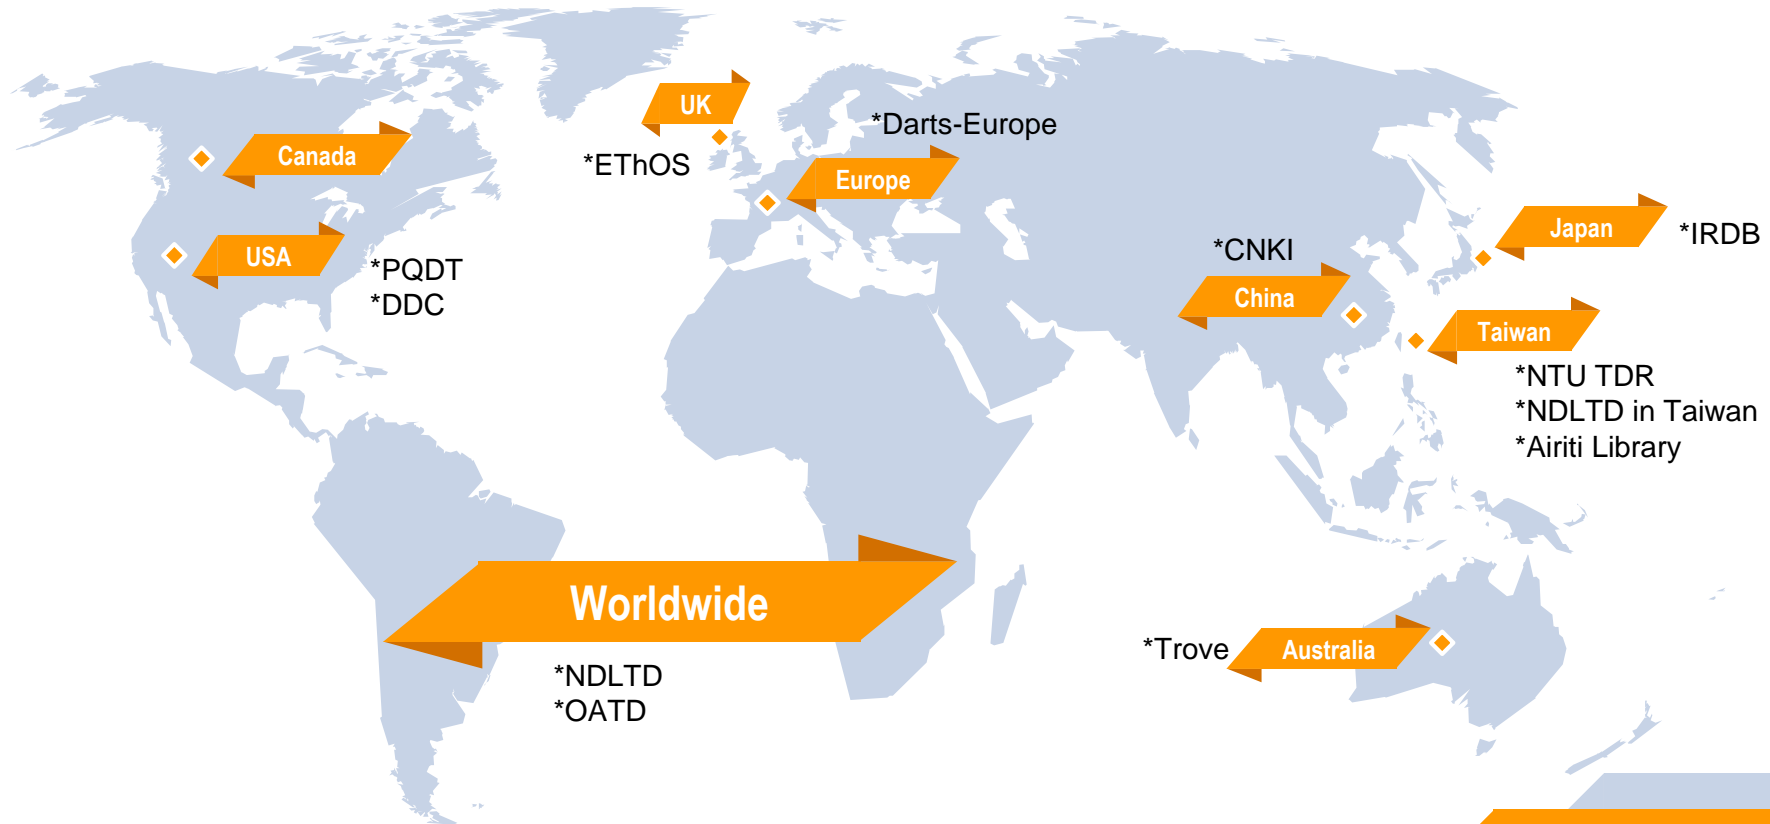 UK
*EThOS
*Darts-Europe
Europe
Canada
USA
*PQDT
*DDC
*CNKI
China
Japan
*IRDB
Taiwan
*NTU TDR
*NDLTD in Taiwan
*Airiti Library
Worldwide
*NDLTD
*OATD
*Trove
Australia